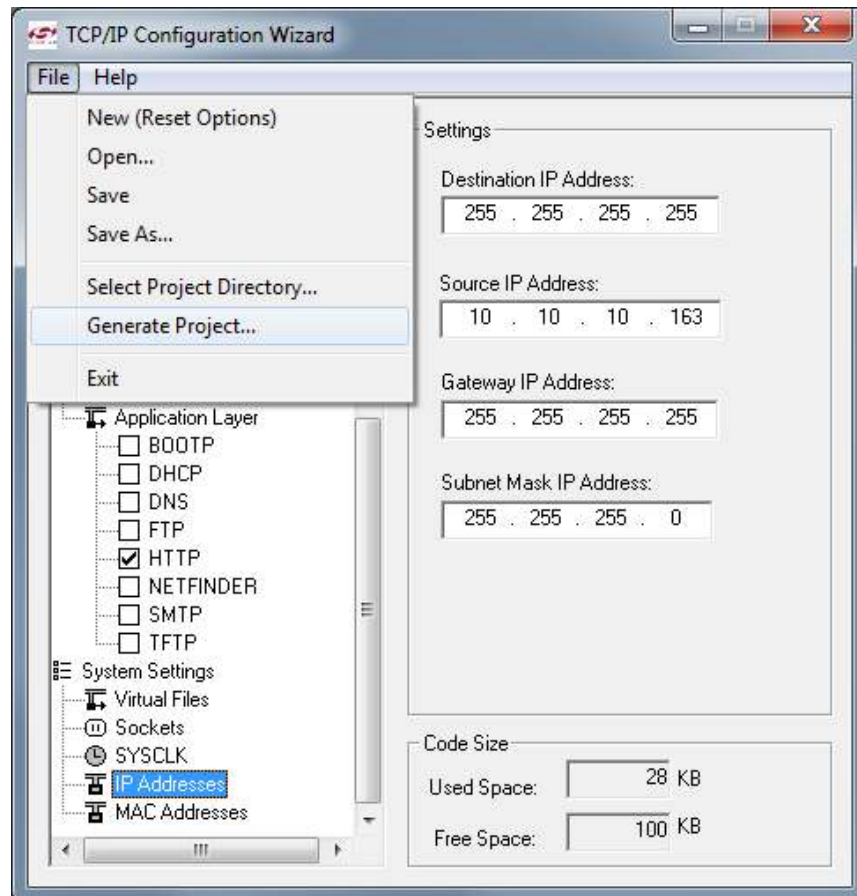 TCP/IP Configuration Wizard
File Help
New (Reset Options)
Open...
Save
Save As...
Select Project Directory...
Generate Project...
Exit
Application Layer
BOOTP
DHCP
DNS
FTP
HTTP
NETFINDER
SMTP
TFTP
System Settings
Virtual Files
Sockets
SYSCLK
IP Addresses
MAC Addresses
Settings
Destination IP Address:
255 . 255 . 255 . 255
Source IP Address:
10 . 10 . 10 . 163
Gateway IP Address:
255 . 255 . 255 . 255
Subnet Mask IP Address:
255 . 255 . 255 . 0
Code Size
Used Space: 28 KB
Free Space: 100 KB